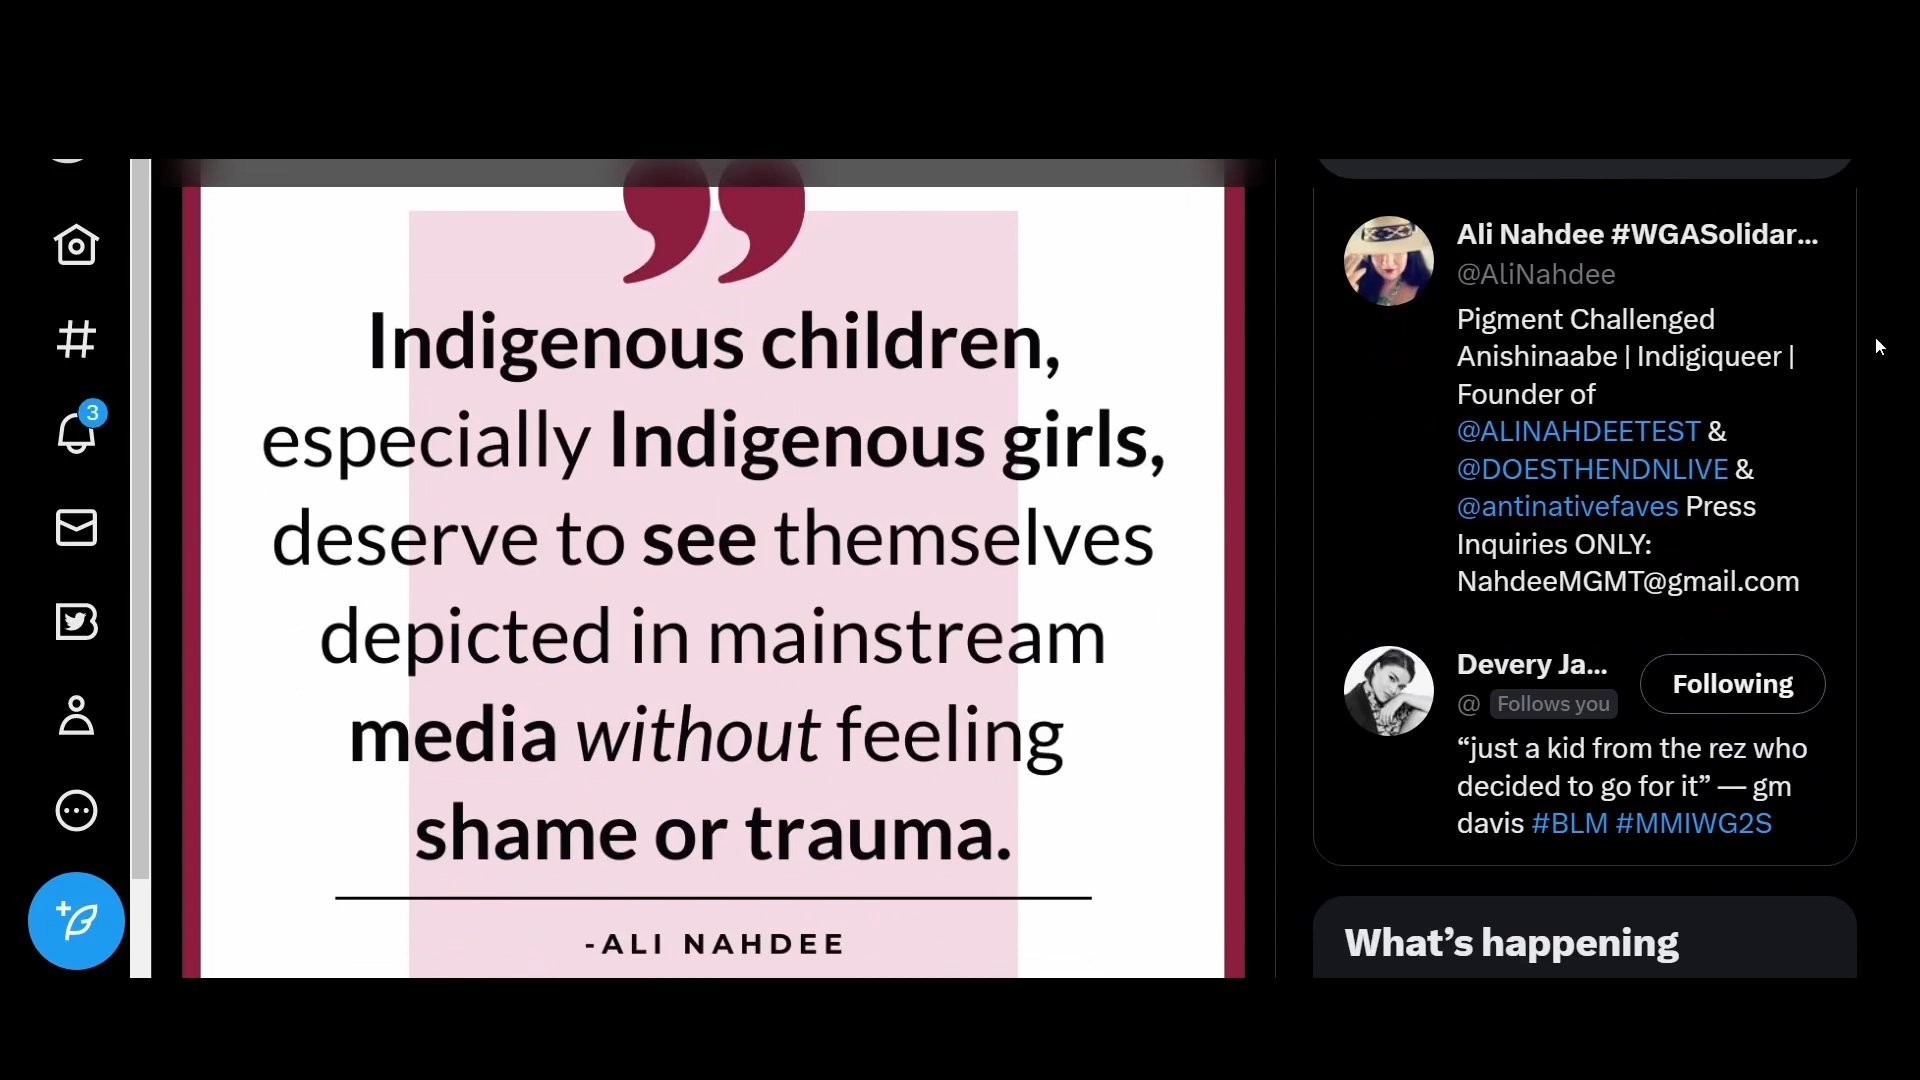 3
Indigenous children,
especially Indigenous girls,
deserve to see themselves
depicted in mainstream
media without feeling
shame or trauma.
-ALI NAHDEE
Ali Nahdee #WGASolidar...
@AliNahdee
Pigment Challenged
Anishinaabe | Indigiqueer |
Founder of
@ALINAHDEETEST &
@DOESTHENDNLIVE &
@antinativefaves Press
Inquiries ONLY:
NahdeeMGMT@gmail.com
Devery Ja...
@ Follows you
Following
“just a kid from the rez who
decided to go for it” — gm
davis #BLM #MMIWG2S
What’s happening